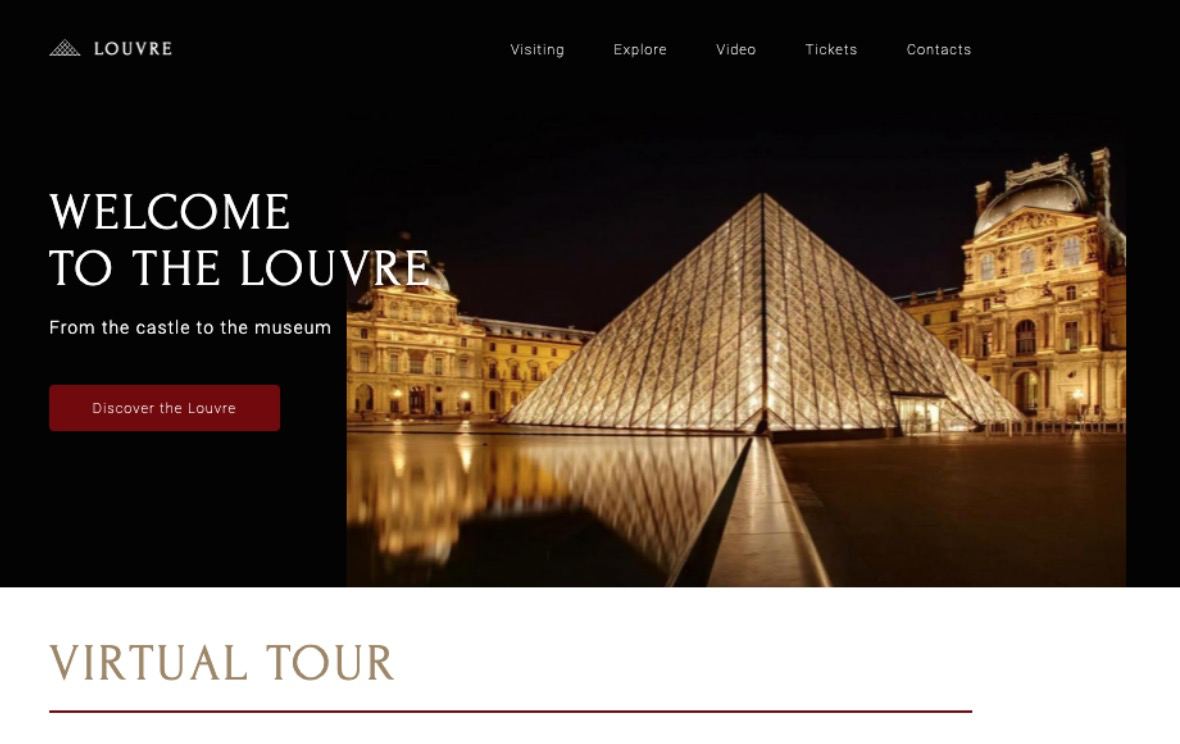 LOUVRE
Visiting
Explore
Video
Tickets
Contacts
WELCOME
TO THE LOUVRE
From the castle to the museum
Discover the Louvre
VIRTUAL TOUR